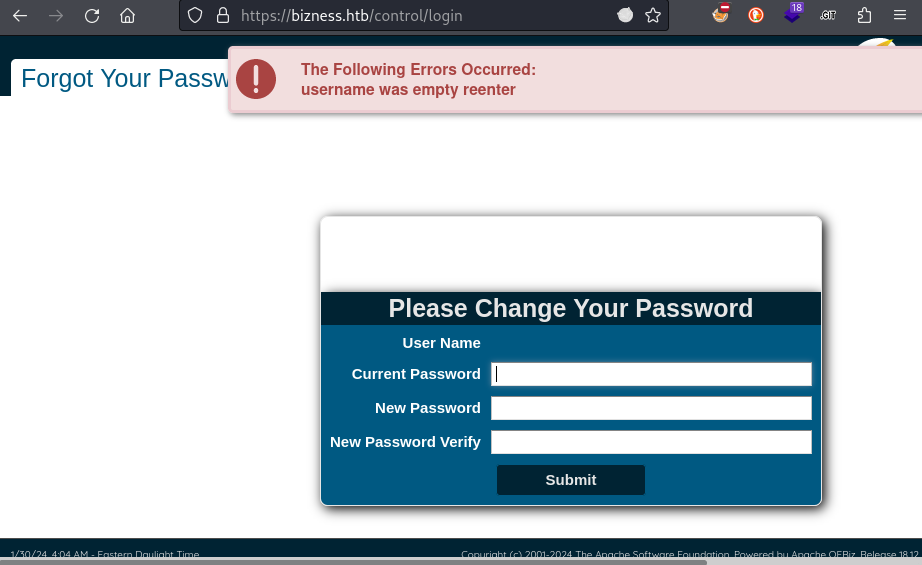 https://bizness.htb/control/login
18
.GIT
Forgot Your Passw
The Following Errors Occurred:
username was empty reenter
Please Change Your Password
User Name
Current Password
New Password
New Password Verify
Submit
1/30/24, 4:04 AM - Eastern Daylight Time
Copyright (c) 2001-2024 The Apache Software Foundation. Powered by Apache OFBiz. Release 18.12